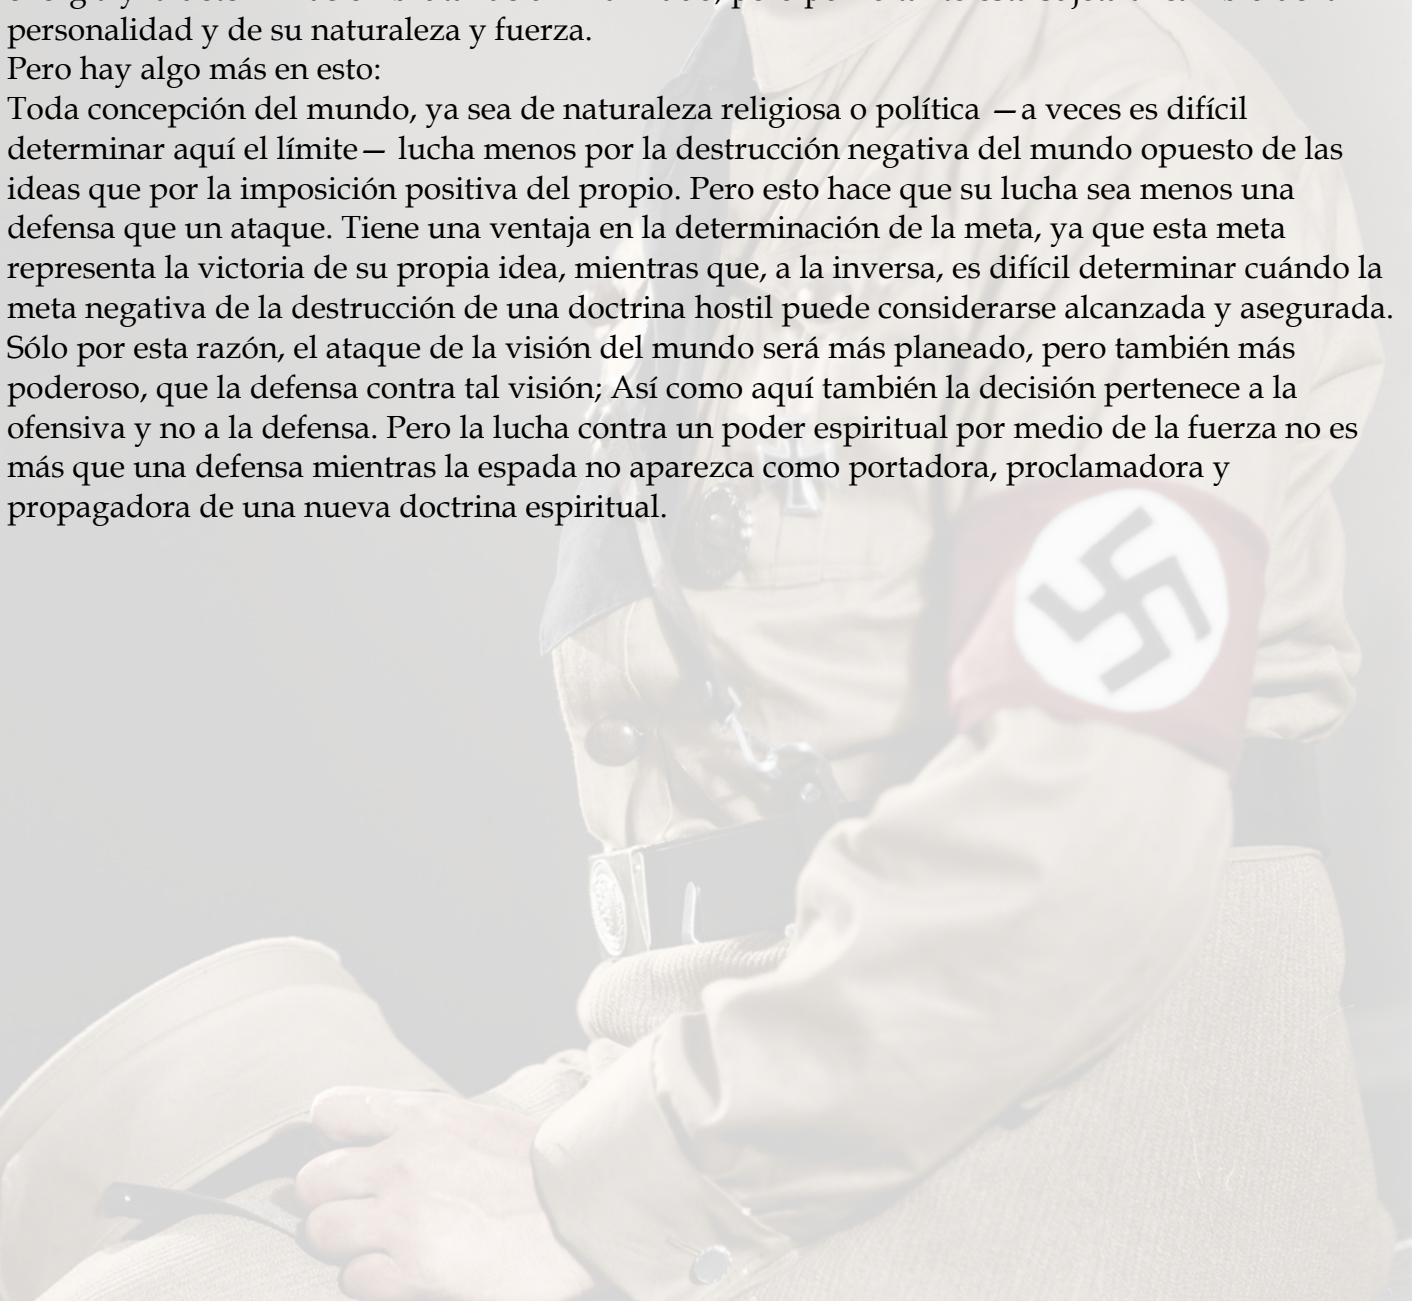 personalidad y de su naturaleza y fuerza.
Pero hay algo más en esto:
Toda concepción del mundo, ya sea de naturaleza religiosa o política —a veces es difícil
determinar aquí el límite— lucha menos por la destrucción negativa del mundo opuesto de las
ideas que por la imposición positiva del propio. Pero esto hace que su lucha sea menos una
defensa que un ataque. Tiene una ventaja en la determinación de la meta, ya que esta meta
representa la victoria de su propia idea, mientras que, a la inversa, es difícil determinar cuándo la
meta negativa de la destrucción de una doctrina hostil puede considerarse alcanzada y asegurada.
Sólo por esta razón, el ataque de la visión del mundo será más planeado, pero también más
poderoso, que la defensa contra tal visión; Así como aquí también la decisión pertenece a la
ofensiva y no a la defensa. Pero la lucha contra un poder espiritual por medio de la fuerza no es
más que una defensa mientras la espada no aparezca como portadora, proclamadora y
propagadora de una nueva doctrina espiritual.